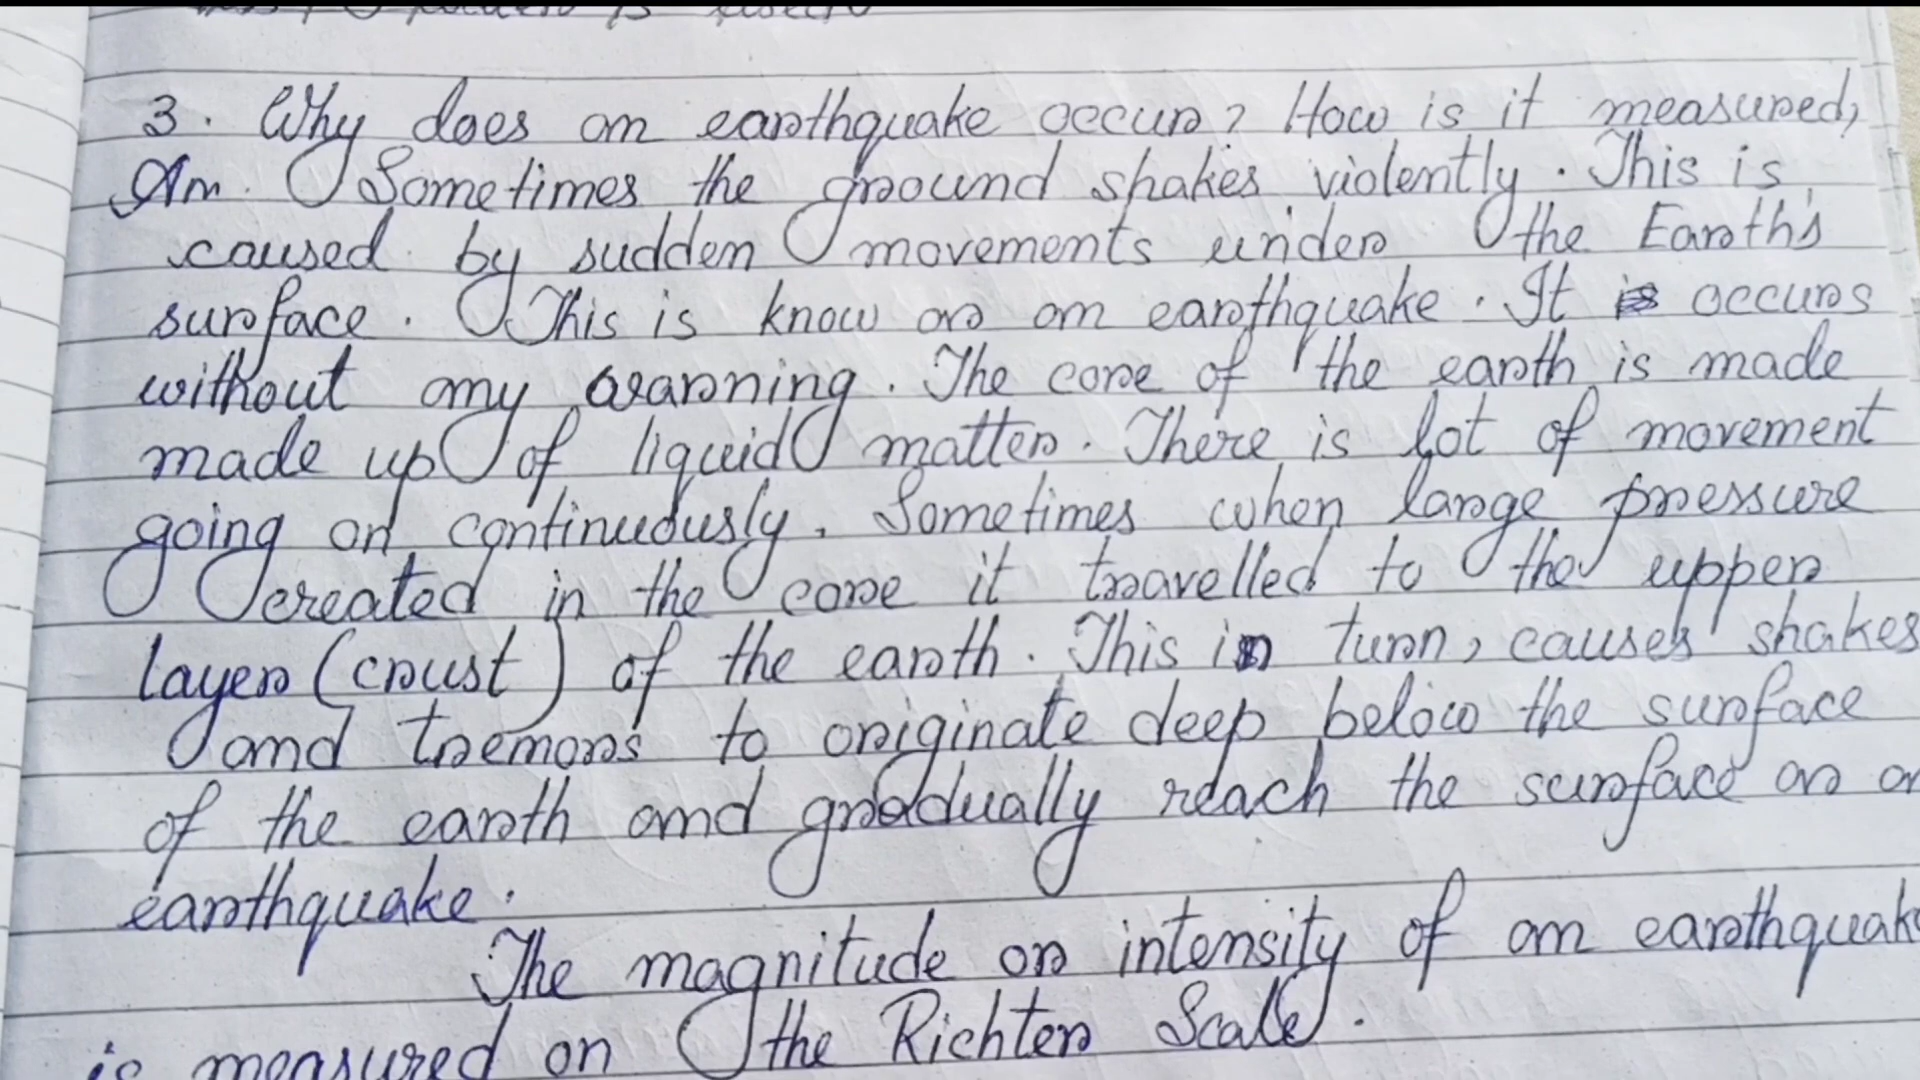 3. Why does an earthquake occur? How is it measured,
Ans. Sometimes the ground shakes violently. This is
caused by sudden movements under the Earth's
surface. This is know as an earthquake. It occurs
without any warning. The core of the earth is made
made up of liquid matter. There is lot of movement
going on continuously. Sometimes when large pressure
created in the core it travelled to the upper
layer (crust) of the earth. This in turn, causes shakes
and tremors to originate deep below the surface
of the earth and gradually reach the surface as an
earthquake.
The magnitude or intensity of an earthquake
is measured on the Richter Scale.